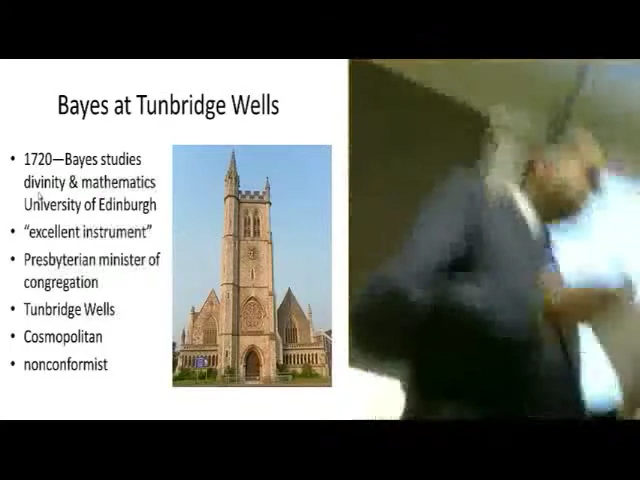 Bayes at Tunbridge Wells
• 1720—Bayes studies
divinity & mathematics
University of Edinburgh
• “excellent instrument”
• Presbyterian minister of
congregation
• Tunbridge Wells
• Cosmopolitan
• nonconformist